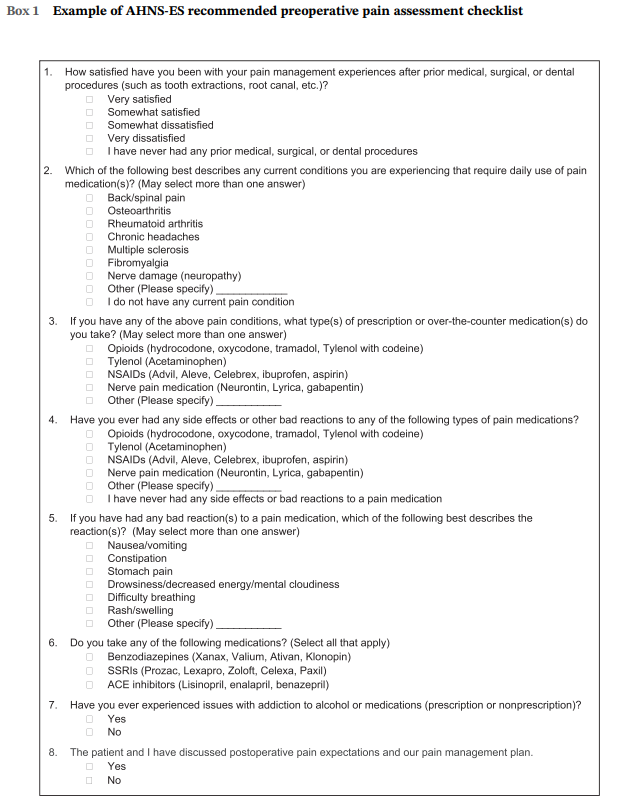 Box 1 Example of AHNS-ES recommended preoperative pain assessment checklist
1. How satisfied have you been with your pain management experiences after prior medical, surgical, or dental
procedures (such as tooth extractions, root canal, etc.)?
Very satisfied
Somewhat satisfied
Somewhat dissatisfied
Very dissatisfied
I have never had any prior medical, surgical, or dental procedures
2. Which of the following best describes any current conditions you are experiencing that require daily use of pain
medication(s)? (May select more than one answer)
Back/spinal pain
Osteoarthritis
Rheumatoid arthritis
Chronic headaches
Multiple sclerosis
Fibromyalgia
Nerve damage (neuropathy)
Other (Please specify) ____________
I do not have any current pain condition
3. If you have any of the above pain conditions, what type(s) of prescription or over-the-counter medication(s) do
you take? (May select more than one answer)
Opioids (hydrocodone, oxycodone, tramadol, Tylenol with codeine)
Tylenol (Acetaminophen)
NSAIDs (Advil, Aleve, Celebrex, ibuprofen, aspirin)
Nerve pain medication (Neurontin, Lyrica, gabapentin)
Other (Please specify) ___________
4. Have you ever had any side effects or other bad reactions to any of the following types of pain medications?
Opioids (hydrocodone, oxycodone, tramadol, Tylenol with codeine)
Tylenol (Acetaminophen)
NSAIDs (Advil, Aleve, Celebrex, ibuprofen, aspirin)
Nerve pain medication (Neurontin, Lyrica, gabapentin)
Other (Please specify) ___________
I have never had any side effects or bad reactions to a pain medication
5. If you have had any bad reaction(s) to a pain medication, which of the following best describes the
reaction(s)? (May select more than one answer)
Nausea/vomiting
Constipation
Stomach pain
Drowsiness/decreased energy/mental cloudiness
Difficulty breathing
Rash/swelling
Other (Please specify) ___________
6. Do you take any of the following medications? (Select all that apply)
Benzodiazepines (Xanax, Valium, Ativan, Klonopin)
SSRIs (Prozac, Lexapro, Zoloft, Celexa, Paxil)
ACE inhibitors (Lisinopril, enalapril, benazepril)
7. Have you ever experienced issues with addiction to alcohol or medications (prescription or nonprescription)?
Yes
No
8. The patient and I have discussed postoperative pain expectations and our pain management plan.
Yes
No